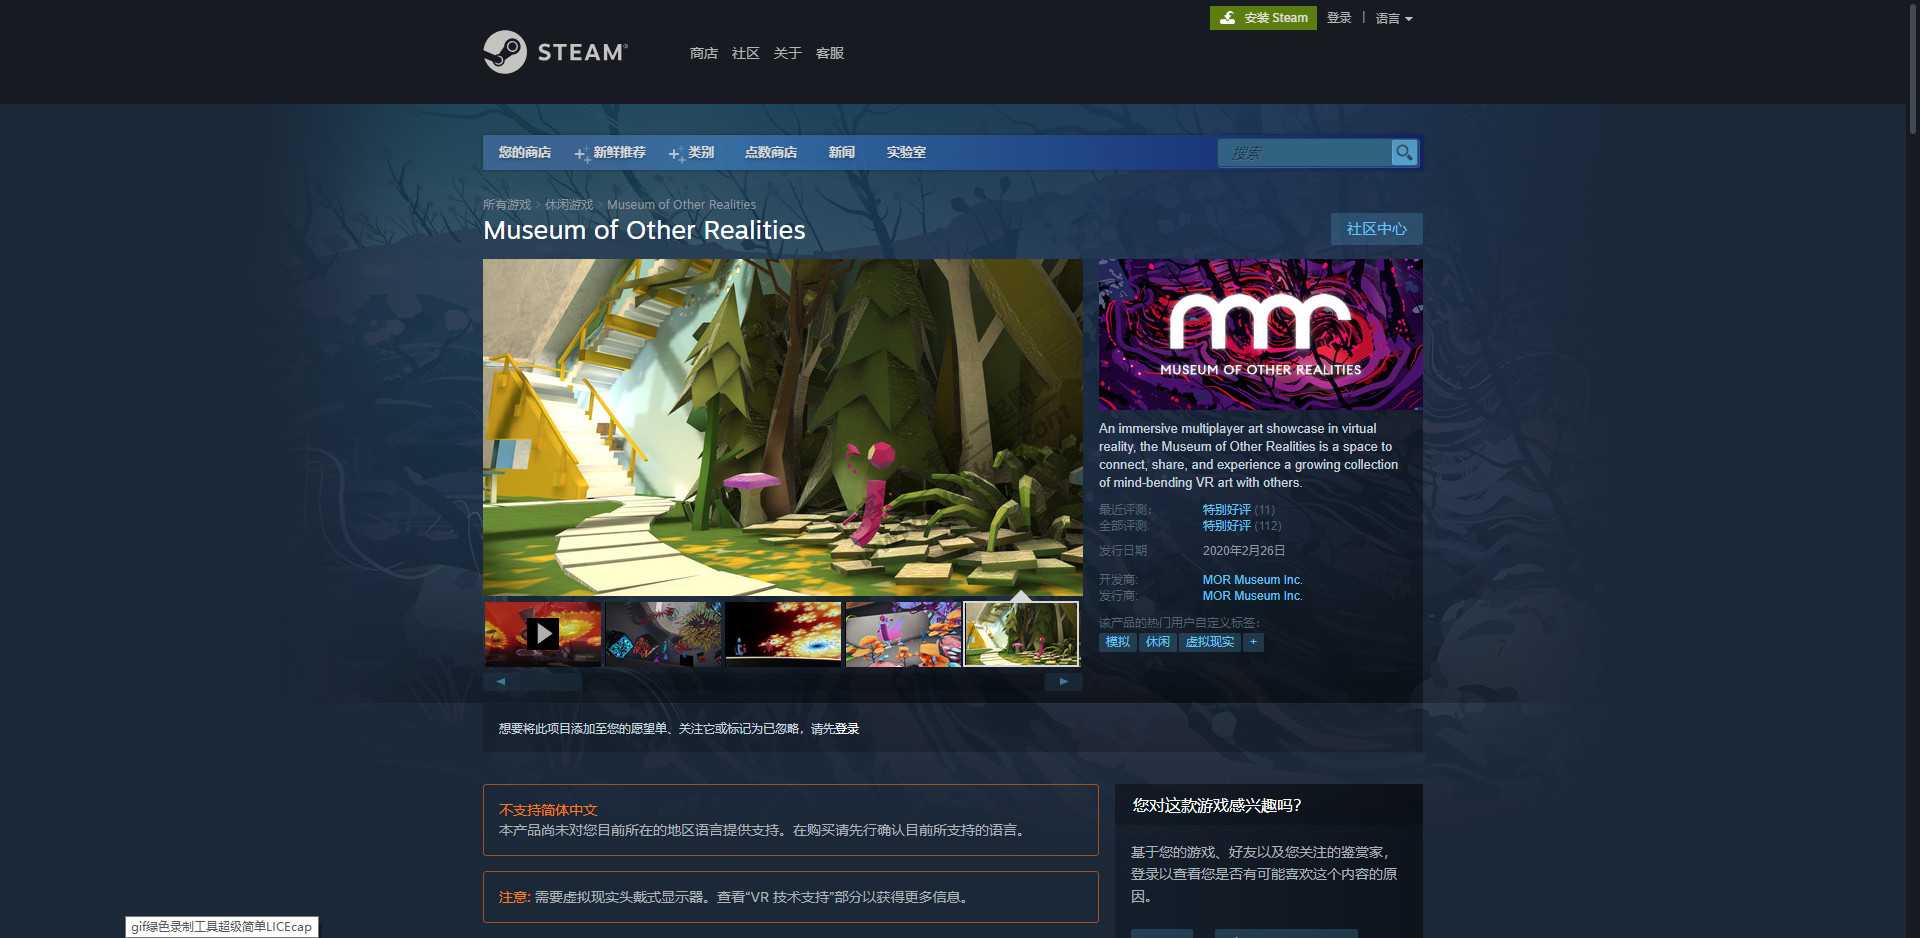 安装 Steam
登录 | 语言
STEAM®
商店 社区 关于 客服
您的商店 新鲜推荐 类别 点数商店 新闻 实验室
搜索
所有游戏 > 休闲游戏 > Museum of Other Realities
Museum of Other Realities
社区中心
MUSEUM OF OTHER REALITIES
An immersive multiplayer art showcase in virtual
reality, the Museum of Other Realities is a space to
connect, share, and experience a growing collection
of mind-bending VR art with others.
最近评测: 特别好评 (11)
全部评测: 特别好评 (112)
发行日期: 2020年2月26日
开发商: MOR Museum Inc.
发行商: MOR Museum Inc.
该产品的热门用户自定义标签:
模拟 休闲 虚拟现实 +
想要将此项目添加至您的愿望单、关注它或标记为已忽略，请先登录
不支持简体中文
本产品尚未对您目前所在的地区语言提供支持。在购买请先行确认目前所支持的语言。
注意: 需要虚拟现实头戴式显示器。查看“VR 技术支持”部分以获得更多信息。
您对这款游戏感兴趣吗?
基于您的游戏、好友以及您关注的鉴赏家，
登录以查看您是否有可能喜欢这个内容的原
因。
gif绿色录制工具超级简单LICEcap